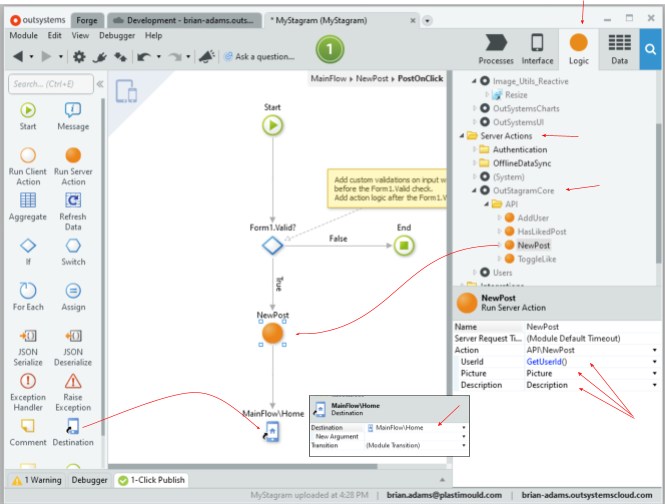 outsystems
Forge
Development - brian-adams.outs...
* MyStagram (MyStagram)
Module Edit View Debugger Help
Ask a question...
1
Processes
Interface
Logic
Data
Search... (Ctrl+E)
MainFlow NewPost PostOnClick
Start
Message
Run Client Action
Run Server Action
Aggregate
Refresh Data
If
Switch
For Each
Assign
JSON Serialize
JSON Deserialize
Exception Handler
Raise Exception
Comment
Destination
Start
Add custom validations on input w
before the Form1.Valid check.
Add action logic after the Form1.V
Form1.Valid?
False
End
True
NewPost
MainFlow\Home
MainFlow\Home
Destination
Destination MainFlow\Home
New Argument
Transition (Module Transition)
Image_Utils_Reactive
Resize
OutSystemsCharts
OutSystemsUI
Server Actions
Authentication
OfflineDataSync
(System)
OutStagramCore
API
AddUser
HasLikedPost
NewPost
ToggleLike
Users
Integrations
NewPost
Run Server Action
Name NewPost
Server Request Ti... (Module Default Timeout)
Action API\NewPost
UserId GetUserId()
Picture Picture
Description Description
1 Warning
Debugger
1-Click Publish
MyStagram uploaded at 4:28 PM | brian.adams@plastimould.com | brian-adams.outsystemscloud.com